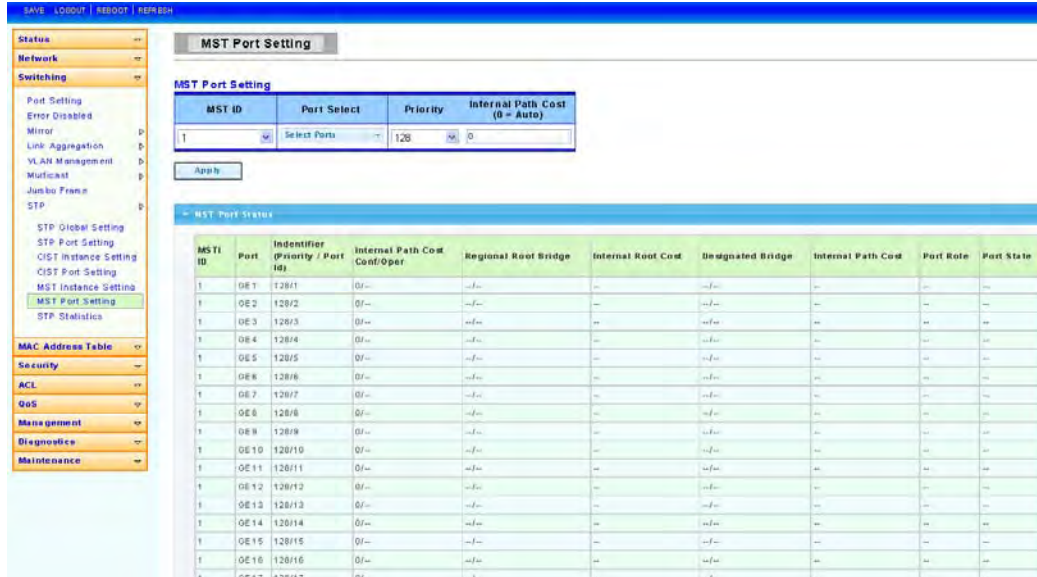 SAVE LOGOUT | REBOOT | REFRESH
Status
Network
Switching
Port Setting
Error Disabled
Mirror
Link Aggregation
VLAN Management
Multicast
Jumbo Frame
STP
STP Global Setting
STP Port Setting
CIST Instance Setting
CIST Port Setting
MST Instance Setting
MST Port Setting
STP Statistics
MAC Address Table
Security
ACL
QoS
Management
Diagnostics
Maintenance
MST Port Setting
MST Port Setting
MST ID Port Select Priority Internal Path Cost (0 = Auto)
1 Select Ports 128 0
Apply
MST Port Status
MSTI ID Port Indentifier (Priority / Port Id) Internal Path Cost Conf/Oper Regional Root Bridge Internal Root Cost Designated Bridge Internal Path Cost Port Role Port State
1 GE1 128/1 0/-- --/-- -- --/-- -- -- --
1 GE2 128/2 0/-- --/-- -- --/-- -- -- --
1 GE3 128/3 0/-- --/-- -- --/-- -- -- --
1 GE4 128/4 0/-- --/-- -- --/-- -- -- --
1 GE5 128/5 0/-- --/-- -- --/-- -- -- --
1 GE6 128/6 0/-- --/-- -- --/-- -- -- --
1 GE7 128/7 0/-- --/-- -- --/-- -- -- --
1 GE8 128/8 0/-- --/-- -- --/-- -- -- --
1 GE9 128/9 0/-- --/-- -- --/-- -- -- --
1 GE10 128/10 0/-- --/-- -- --/-- -- -- --
1 GE11 128/11 0/-- --/-- -- --/-- -- -- --
1 GE12 128/12 0/-- --/-- -- --/-- -- -- --
1 GE13 128/13 0/-- --/-- -- --/-- -- -- --
1 GE14 128/14 0/-- --/-- -- --/-- -- -- --
1 GE15 128/15 0/-- --/-- -- --/-- -- -- --
1 GE16 128/16 0/-- --/-- -- --/-- -- -- --